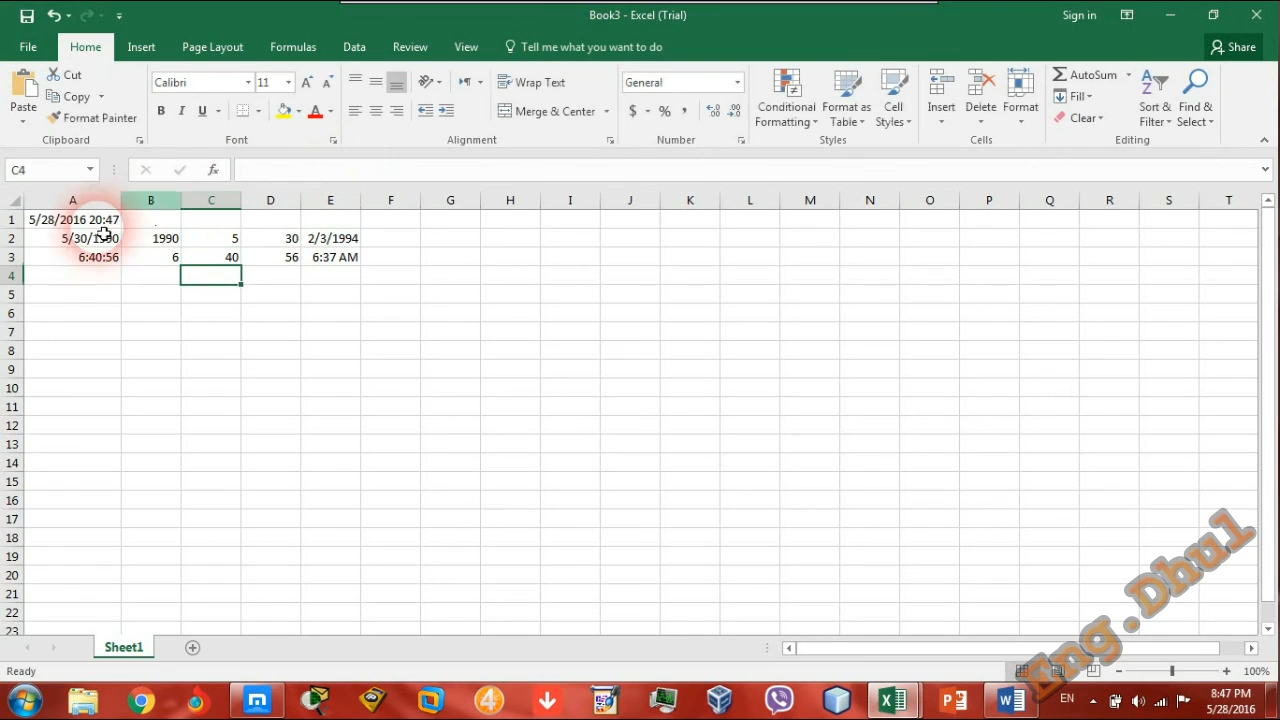 Book3 - Excel (Trial)
Sign in
File Home Insert Page Layout Formulas Data Review View Tell me what you want to do Share
Paste
Cut
Copy
Format Painter
Clipboard
Calibri 11
B I U
Font
Wrap Text
Merge & Center
Alignment
General
$ % ,
Number
Conditional Formatting
Format as Table
Cell Styles
Styles
Insert
Delete
Format
Cells
AutoSum
Fill
Clear
Sort & Filter
Find & Select
Editing
C4
fx
A B C D E F G H I J K L M N O P Q R S T
1 5/28/2016 20:47
2 5/30/1990 1990 5 30 2/3/1994
3 6:40:56 6 40 56 6:37 AM
4
5
6
7
8
9
10
11
12
13
14
15
16
17
18
19
20
21
22
23
Sheet1
Ready
100%
Eng.Dhul
EN
8:47 PM
5/28/2016